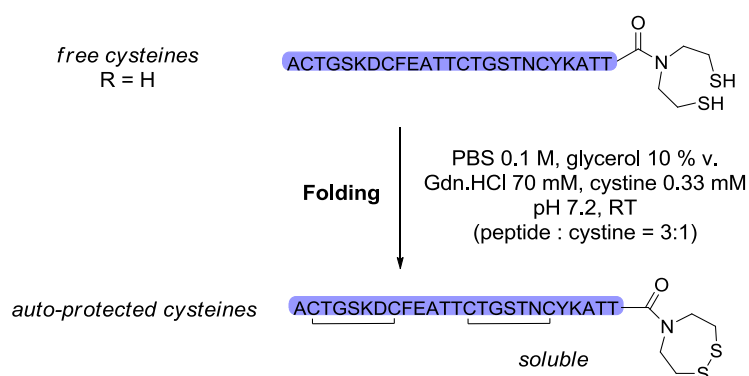 free cysteines
R = H
ACTGSKDCFEATTCTGSTNCYKATT
O
N
SH
SH
Folding
PBS 0.1 M, glycerol 10 % v.
Gdn.HCl 70 mM, cystine 0.33 mM
pH 7.2, RT
(peptide : cystine = 3:1)
auto-protected cysteines
ACTGSKDCFEATTCTGSTNCYKATT
O
N
S
S
soluble